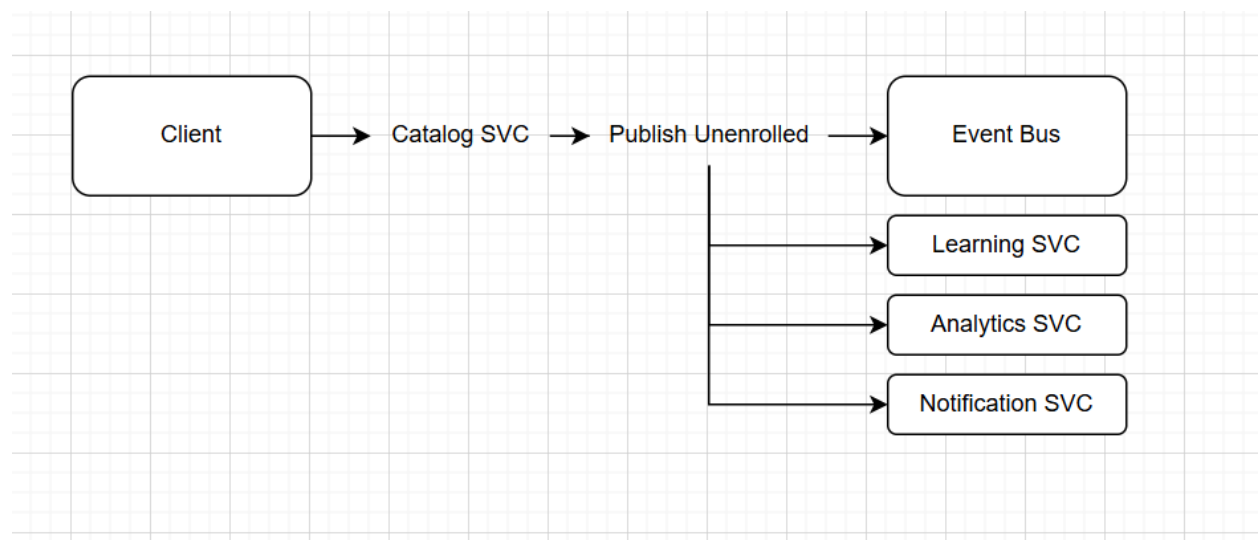 Client
Catalog SVC
Publish Unenrolled
Event Bus
Learning SVC
Analytics SVC
Notification SVC